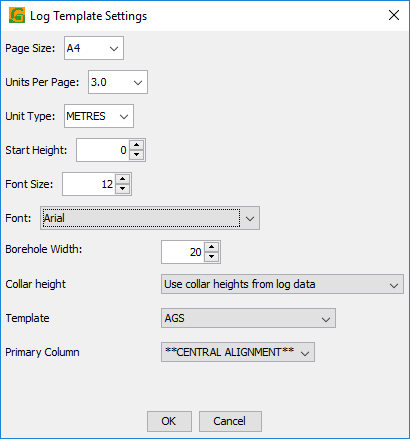 Log Template Settings
Page Size: A4
Units Per Page: 3.0
Unit Type: METRES
Start Height: 0
Font Size: 12
Font: Arial
Borehole Width: 20
Collar height Use collar heights from log data
Template AGS
Primary Column **CENTRAL ALIGNMENT**
OK Cancel